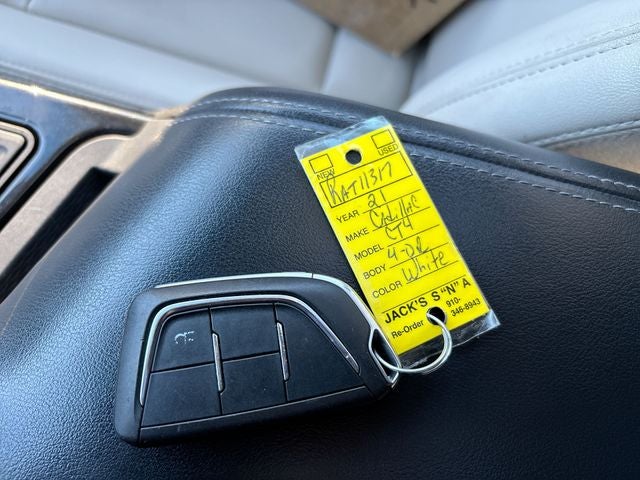 NEW USED
KAT11317
YEAR 21
MAKE Cadillac
MODEL CT4
BODY 4-DR
COLOR White
JACK'S S "N" A
Re-Order 910-
346-8943